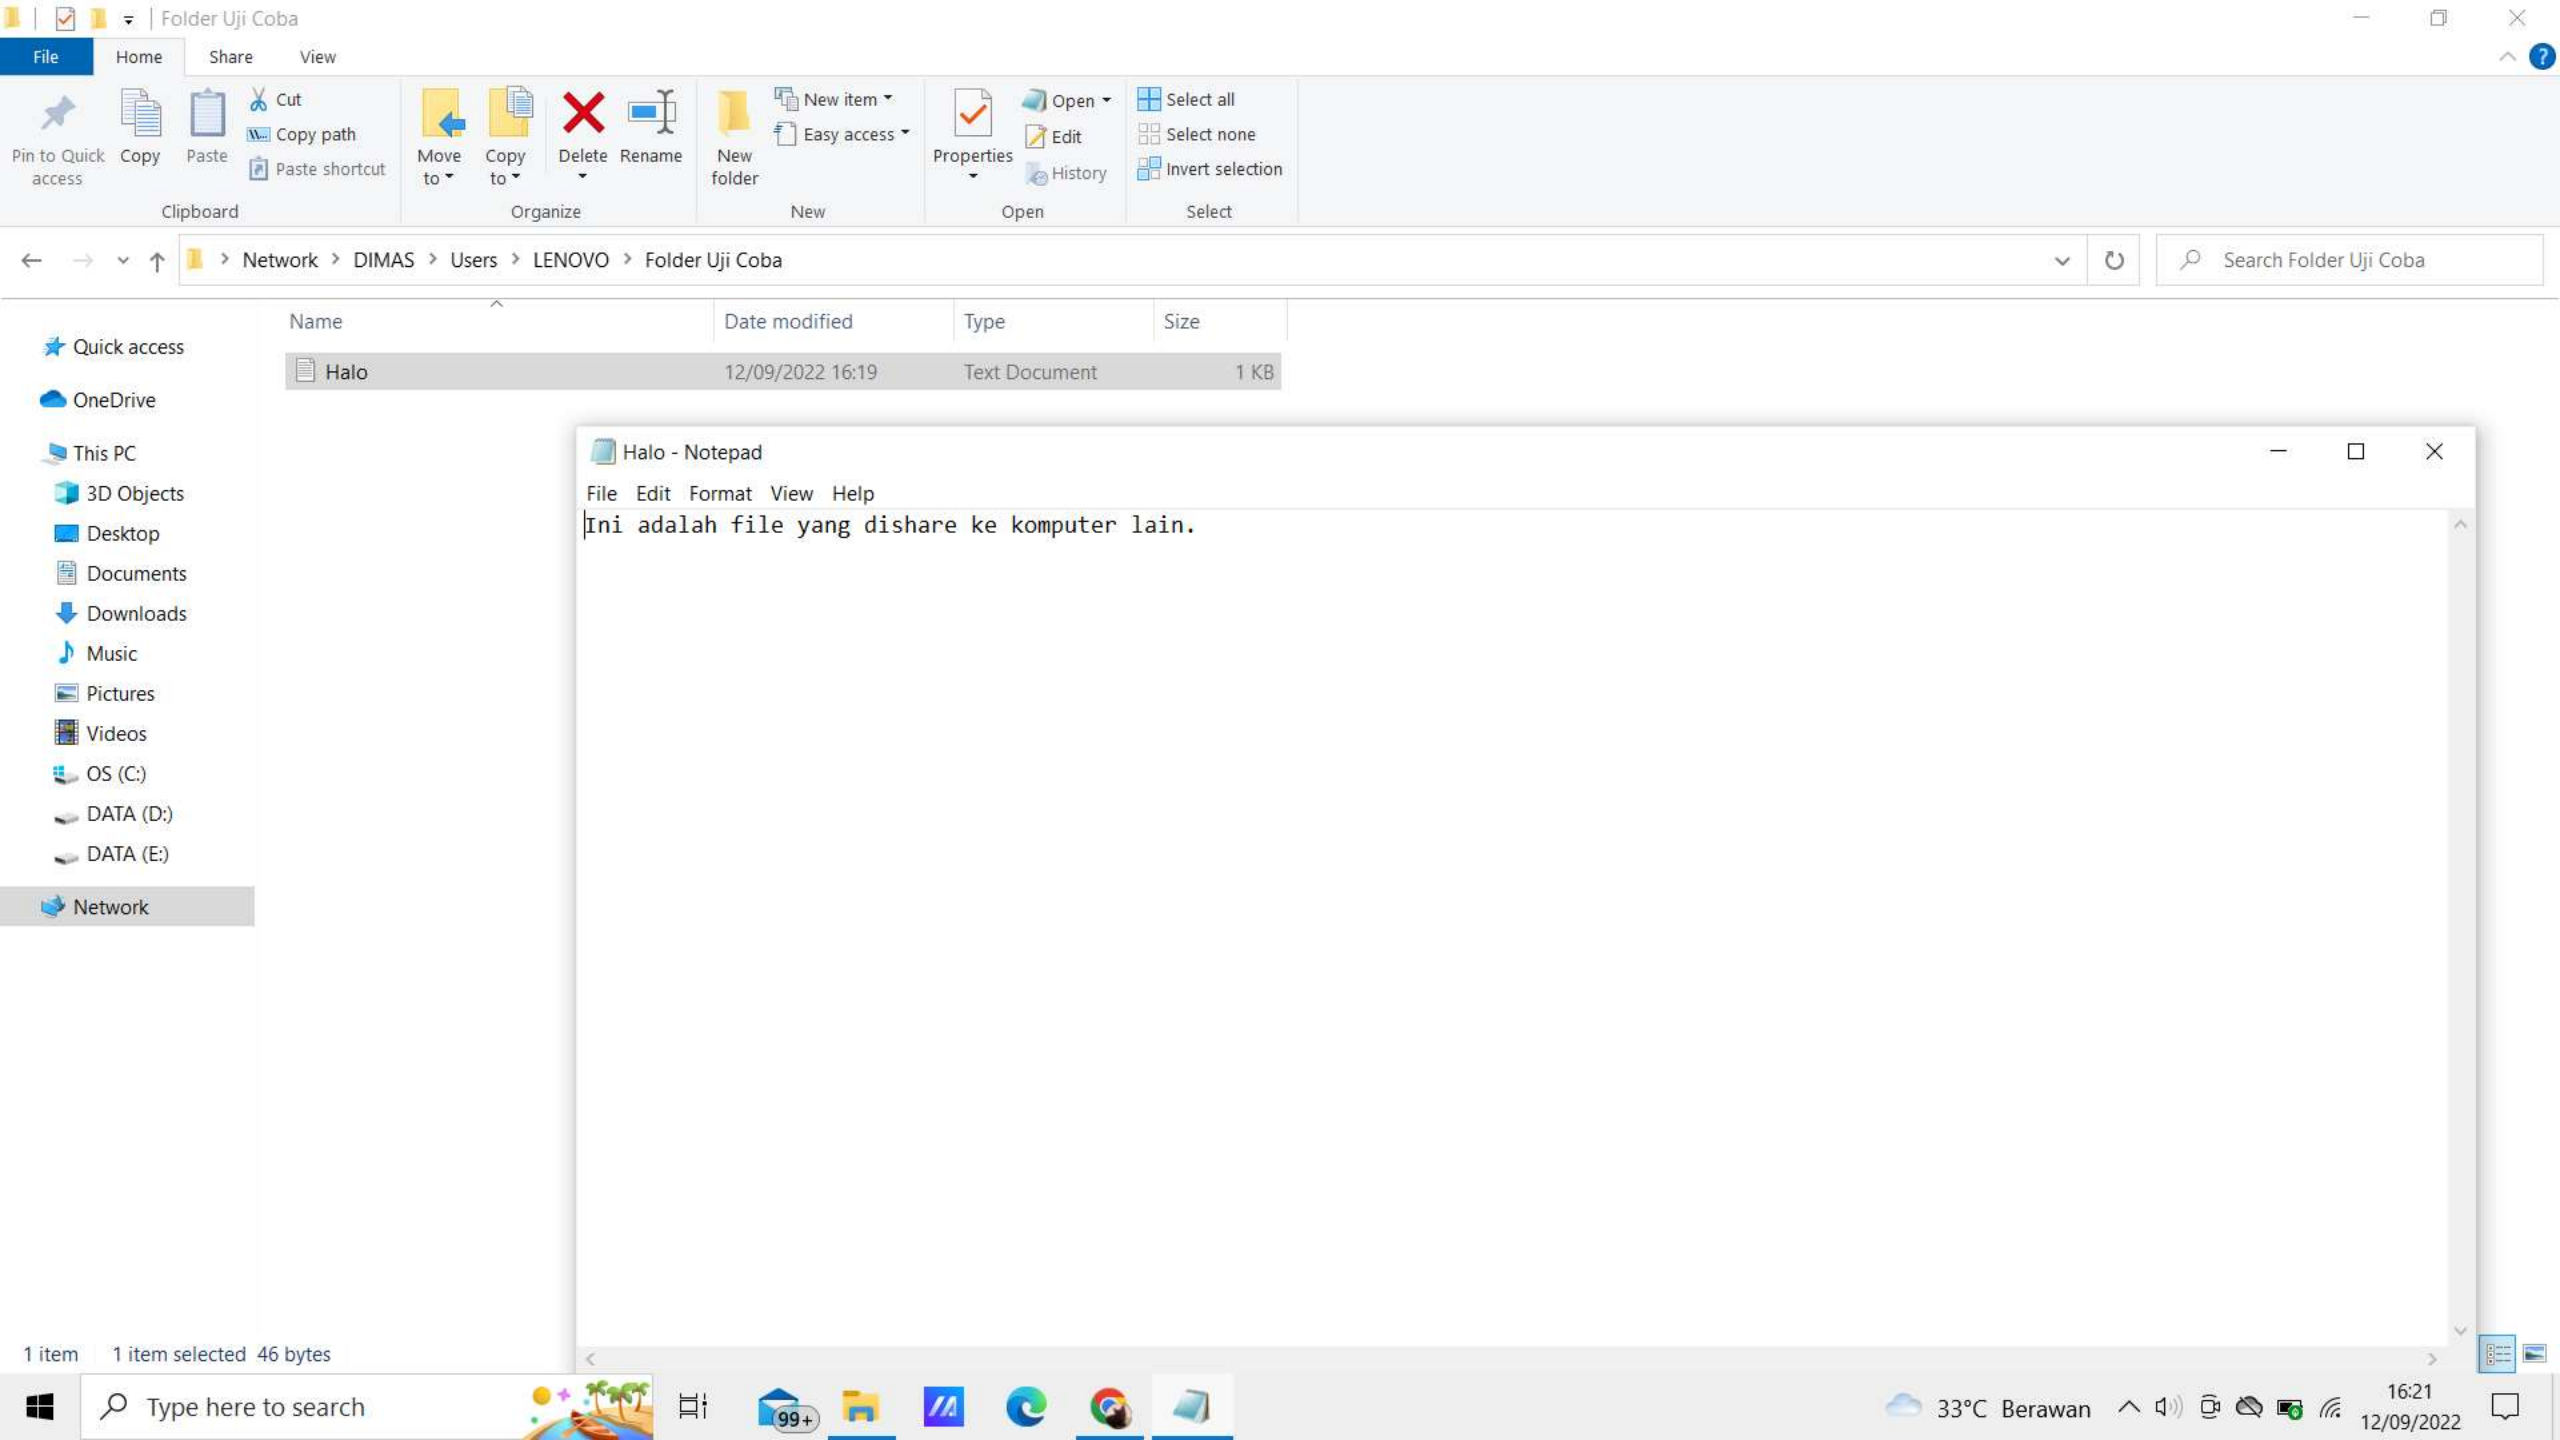 Folder Uji Coba
File Home Share View
Pin to Quick access
Copy
Paste
Cut
Copy path
Paste shortcut
Clipboard
Move to
Copy to
Delete
Rename
Organize
New folder
New item
Easy access
New
Properties
Open
Edit
History
Open
Select all
Select none
Invert selection
Select
Network > DIMAS > Users > LENOVO > Folder Uji Coba
Search Folder Uji Coba
Name Date modified Type Size
Halo 12/09/2022 16:19 Text Document 1 KB
Quick access
OneDrive
This PC
3D Objects
Desktop
Documents
Downloads
Music
Pictures
Videos
OS (C:)
DATA (D:)
DATA (E:)
Network
Halo - Notepad
File Edit Format View Help
Ini adalah file yang dishare ke komputer lain.
1 item 1 item selected 46 bytes
Type here to search
99+
33°C Berawan
16:21
12/09/2022